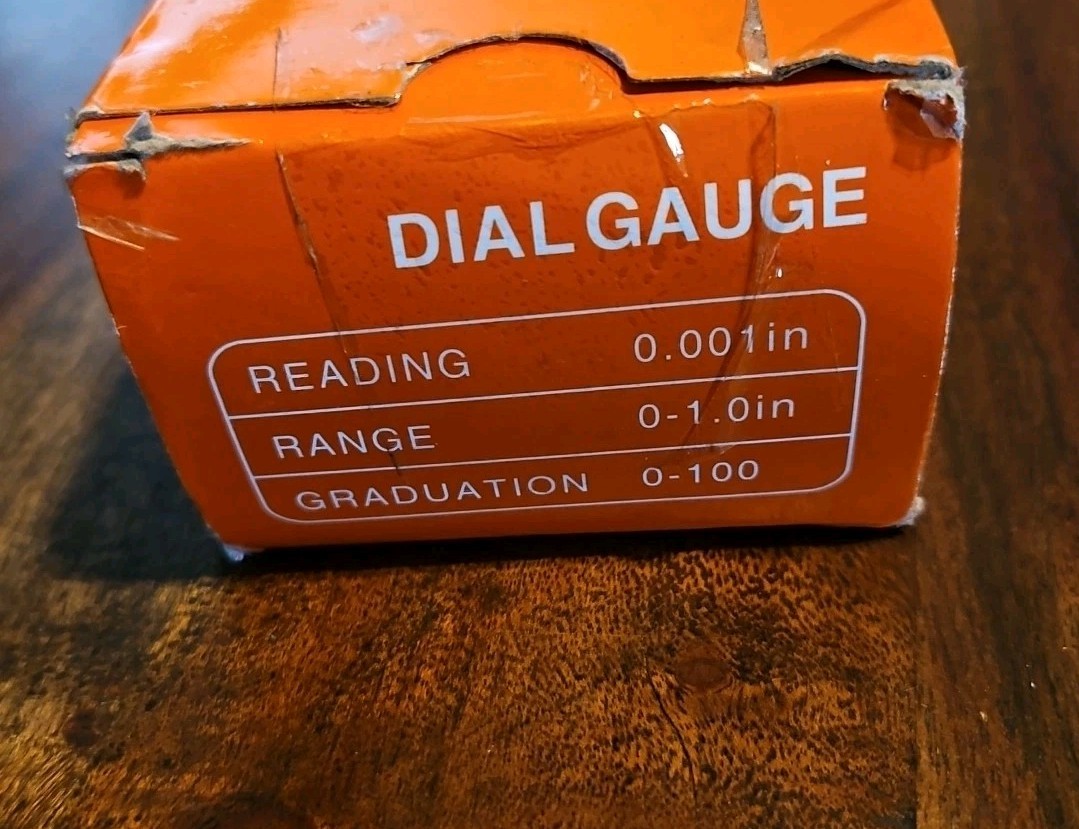 DIAL GAUGE
READING 0.001in
RANGE 0-1.0in
GRADUATION 0-100